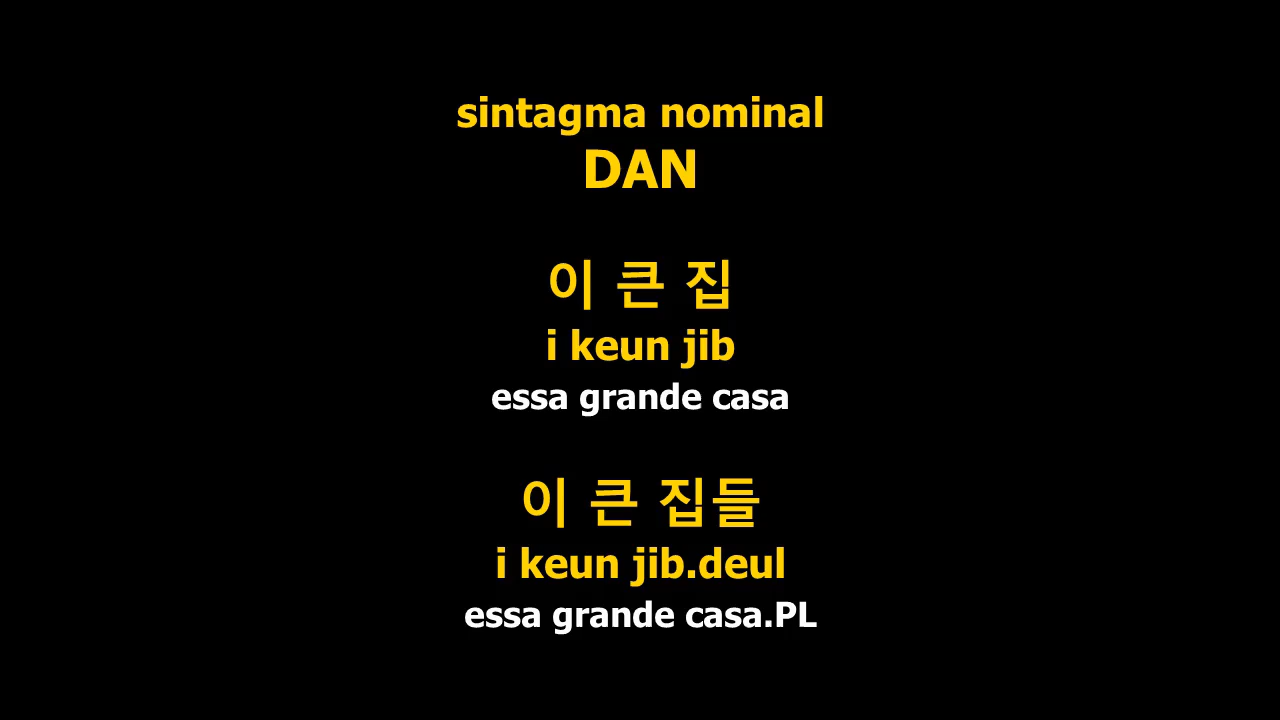 sintagma nominal
DAN
이 큰 집
i keun jib
essa grande casa
이 큰 집들
i keun jib.deul
essa grande casa.PL